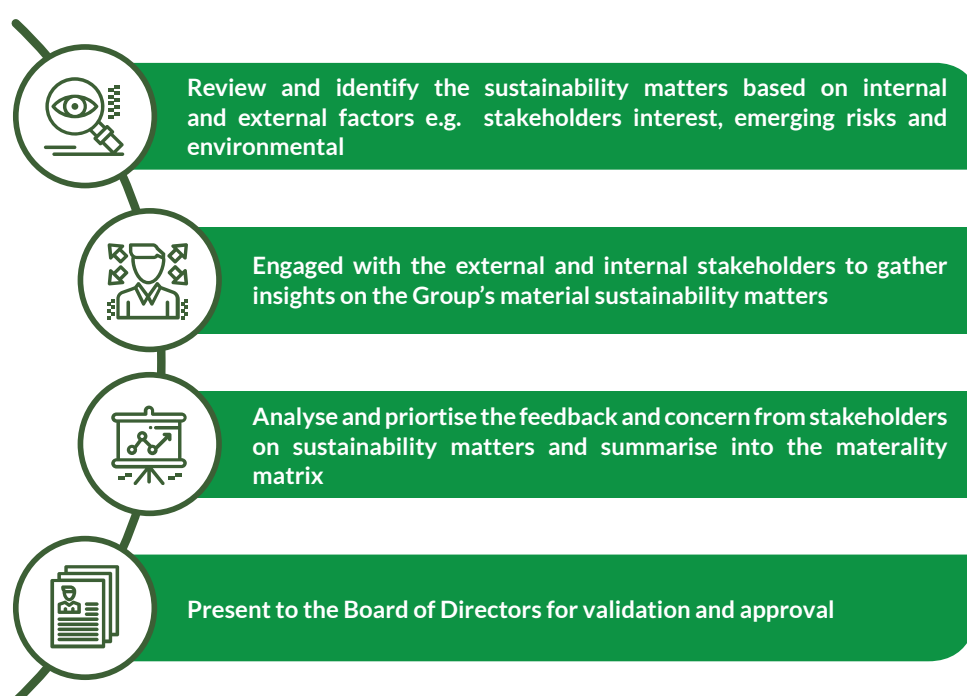 Review and identify the sustainability matters based on internal
and external factors e.g. stakeholders interest, emerging risks and
environmental
Engaged with the external and internal stakeholders to gather
insights on the Group’s material sustainability matters
Analyse and priortise the feedback and concern from stakeholders
on sustainability matters and summarise into the materality
matrix
Present to the Board of Directors for validation and approval